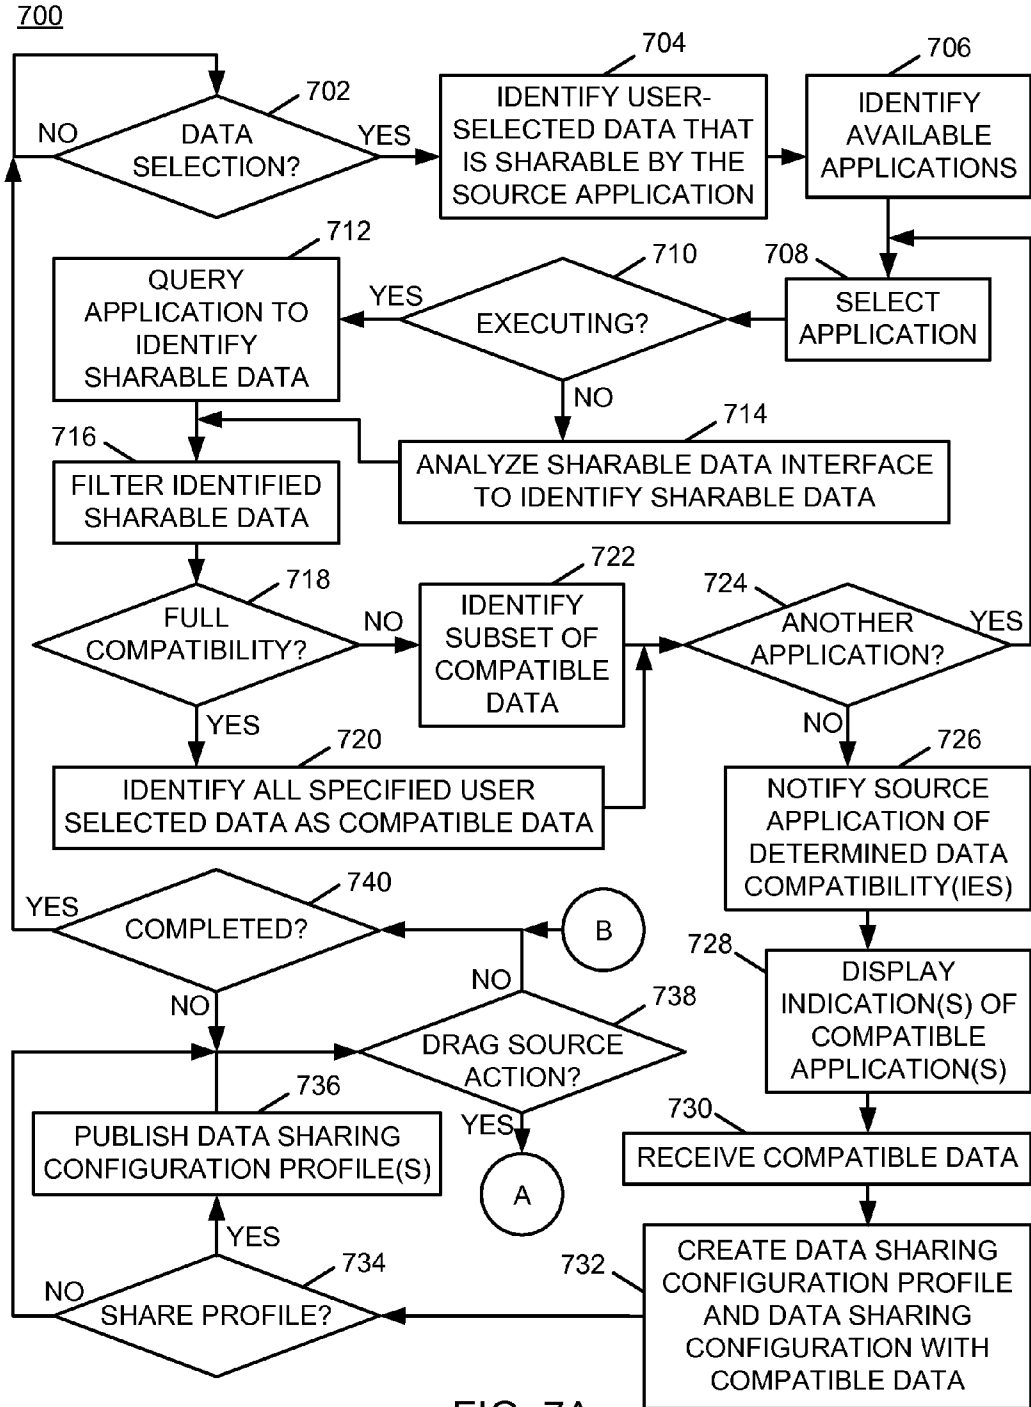 700
702
DATA
SELECTION?
NO
YES
704
IDENTIFY USER-
SELECTED DATA THAT
IS SHARABLE BY THE
SOURCE APPLICATION
706
IDENTIFY
AVAILABLE
APPLICATIONS
708
SELECT
APPLICATION
710
EXECUTING?
YES
NO
712
QUERY
APPLICATION TO
IDENTIFY
SHARABLE DATA
714
ANALYZE SHARABLE DATA INTERFACE
TO IDENTIFY SHARABLE DATA
716
FILTER IDENTIFIED
SHARABLE DATA
718
FULL
COMPATIBILITY?
NO
YES
720
IDENTIFY ALL SPECIFIED USER
SELECTED DATA AS COMPATIBLE DATA
722
IDENTIFY
SUBSET OF
COMPATIBLE
DATA
724
ANOTHER
APPLICATION?
YES
NO
726
NOTIFY SOURCE
APPLICATION OF
DETERMINED DATA
COMPATIBILITY(IES)
728
DISPLAY
INDICATION(S) OF
COMPATIBLE
APPLICATION(S)
730
RECEIVE COMPATIBLE DATA
732
CREATE DATA SHARING
CONFIGURATION PROFILE
AND DATA SHARING
CONFIGURATION WITH
COMPATIBLE DATA
734
SHARE PROFILE?
NO
YES
736
PUBLISH DATA SHARING
CONFIGURATION PROFILE(S)
738
DRAG SOURCE
ACTION?
NO
YES
A
B
740
COMPLETED?
YES
NO
FIG. 7A